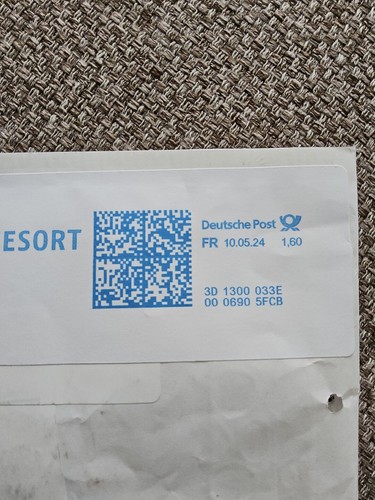 ESORT
Deutsche Post
FR 10.05.24 1,60
3D 1300 033E
00 0690 5FCB